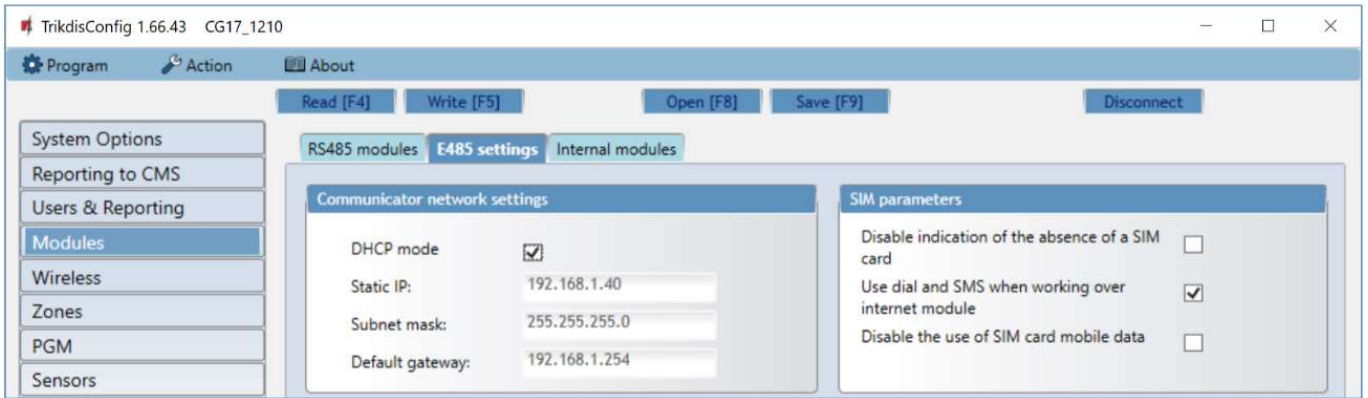 TrikdisConfig 1.66.43 CG17_1210
Program Action About
Read [F4] Write [F5] Open [F8] Save [F9] Disconnect
System Options
Reporting to CMS
Users & Reporting
Modules
Wireless
Zones
PGM
Sensors
RS485 modules E485 settings Internal modules
Communicator network settings
DHCP mode
Static IP: 192.168.1.40
Subnet mask: 255.255.255.0
Default gateway: 192.168.1.254
SIM parameters
Disable indication of the absence of a SIM
card
Use dial and SMS when working over
internet module
Disable the use of SIM card mobile data